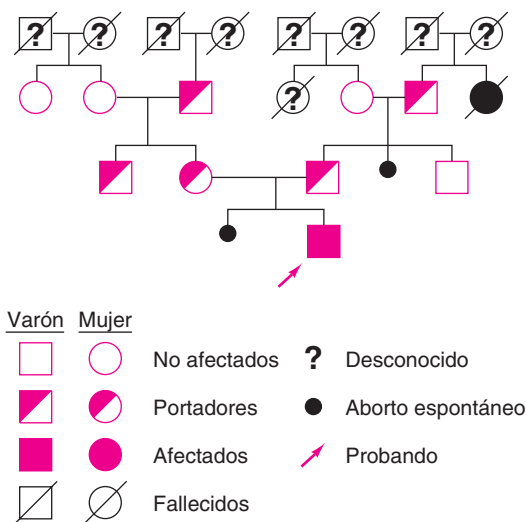 ? ? ? ? ? ? ? ?
?
Varón Mujer
No afectados ? Desconocido
Portadores Aborto espontáneo
Afectados Probando
Fallecidos